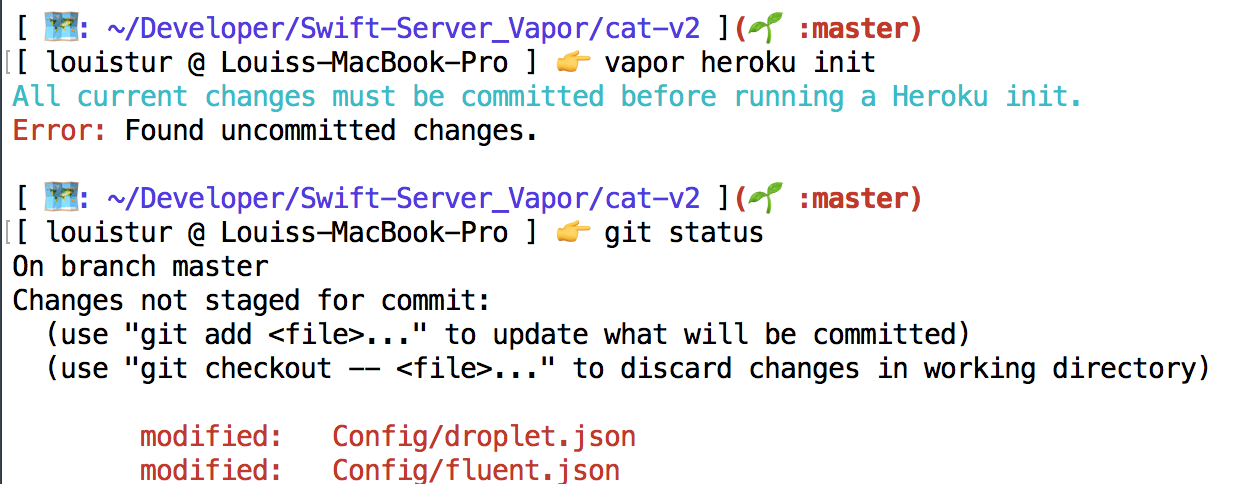 [ 🗺️: ~/Developer/Swift-Server_Vapor/cat-v2 ](🌱 :master)
[[ louistur @ Louiss-MacBook-Pro ] 👉 vapor heroku init
All current changes must be committed before running a Heroku init.
Error: Found uncommitted changes.
[ 🗺️: ~/Developer/Swift-Server_Vapor/cat-v2 ](🌱 :master)
[[ louistur @ Louiss-MacBook-Pro ] 👉 git status
On branch master
Changes not staged for commit:
  (use "git add <file>..." to update what will be committed)
  (use "git checkout -- <file>..." to discard changes in working directory)
        modified:   Config/droplet.json
        modified:   Config/fluent.json